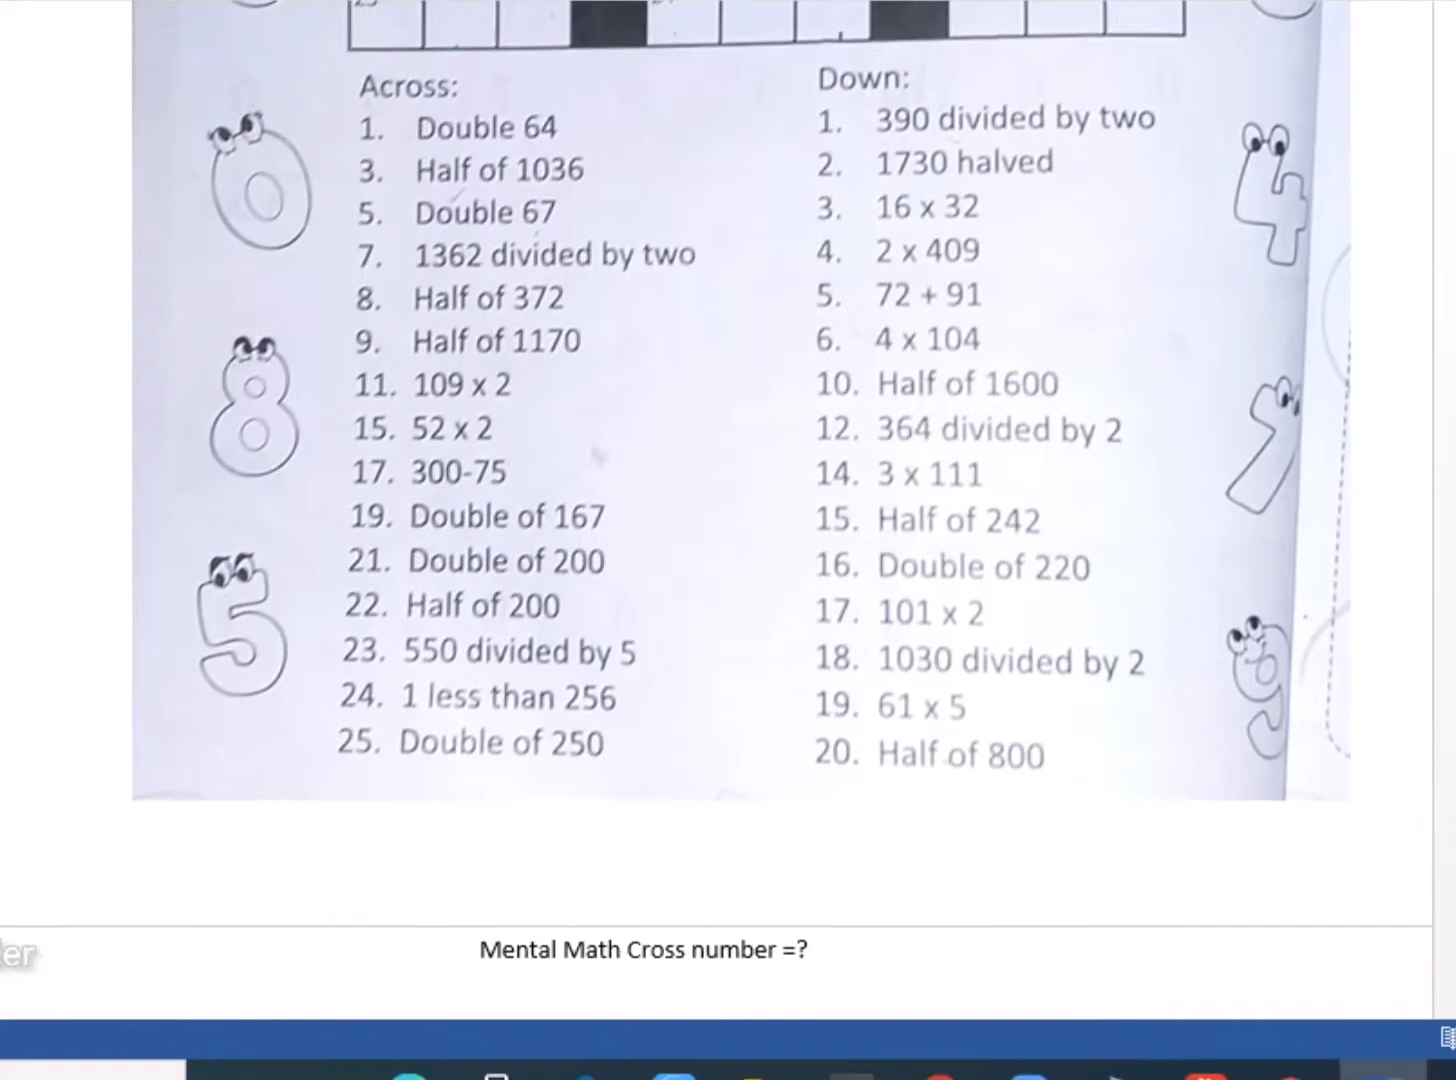 Across:
1. Double 64
3. Half of 1036
5. Double 67
7. 1362 divided by two
8. Half of 372
9. Half of 1170
11. 109 x 2
15. 52 x 2
17. 300-75
19. Double of 167
21. Double of 200
22. Half of 200
23. 550 divided by 5
24. 1 less than 256
25. Double of 250
Down:
1. 390 divided by two
2. 1730 halved
3. 16 x 32
4. 2 x 409
5. 72 + 91
6. 4 x 104
10. Half of 1600
12. 364 divided by 2
14. 3 x 111
15. Half of 242
16. Double of 220
17. 101 x 2
18. 1030 divided by 2
19. 61 x 5
20. Half of 800
er
Mental Math Cross number =?